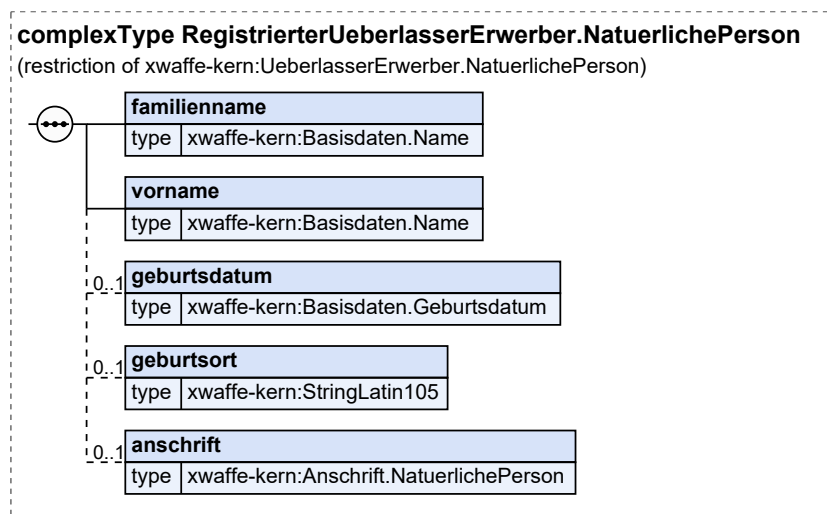 complexType RegistrierterUeberlasserErwerber.NatuerlichePerson
(restriction of xwaffe-kern:UeberlasserErwerber.NatuerlichePerson)
familienname
type xwaffe-kern:Basisdaten.Name
vorname
type xwaffe-kern:Basisdaten.Name
0..1 geburtsdatum
type xwaffe-kern:Basisdaten.Geburtsdatum
0..1 geburtsort
type xwaffe-kern:StringLatin105
0..1 anschrift
type xwaffe-kern:Anschrift.NatuerlichePerson